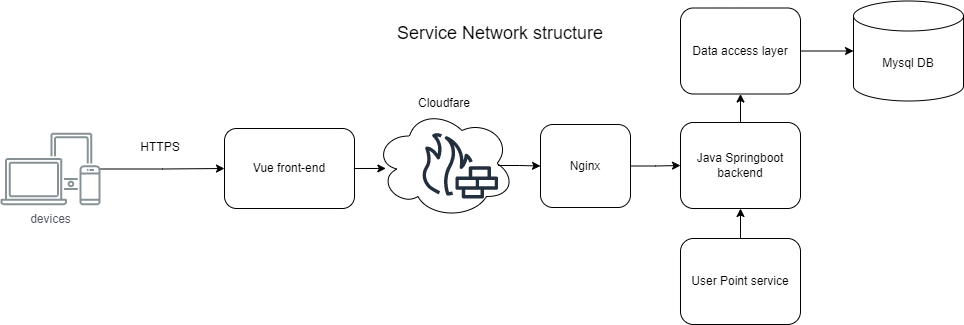 Service Network structure
Data access layer
Mysql DB
Cloudfare
HTTPS
Vue front-end
Nginx
Java Springboot
backend
devices
User Point service